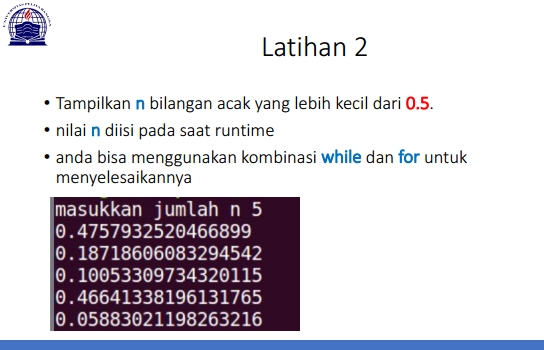 Latihan 2
• Tampilkan n bilangan acak yang lebih kecil dari 0.5.
• nilai n diisi pada saat runtime
• anda bisa menggunakan kombinasi while dan for untuk
menyelesaikannya
masukkan jumlah n 5
0.4757932520466899
0.18718606083294542
0.10053309734320115
0.46641338196131765
0.05883021198263216